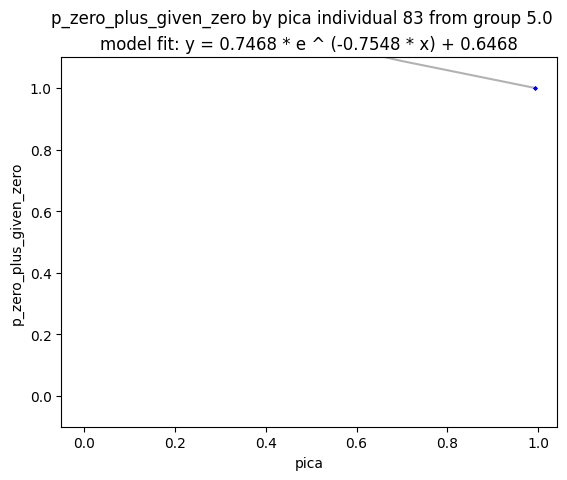 p_zero_plus_given_zero by pica individual 83 from group 5.0
model fit: y = 0.7468 * e ^ (-0.7548 * x) + 0.6468
1.0
0.8
0.6
0.4
0.2
0.0
p_zero_plus_given_zero
0.0 0.2 0.4 0.6 0.8 1.0
pica